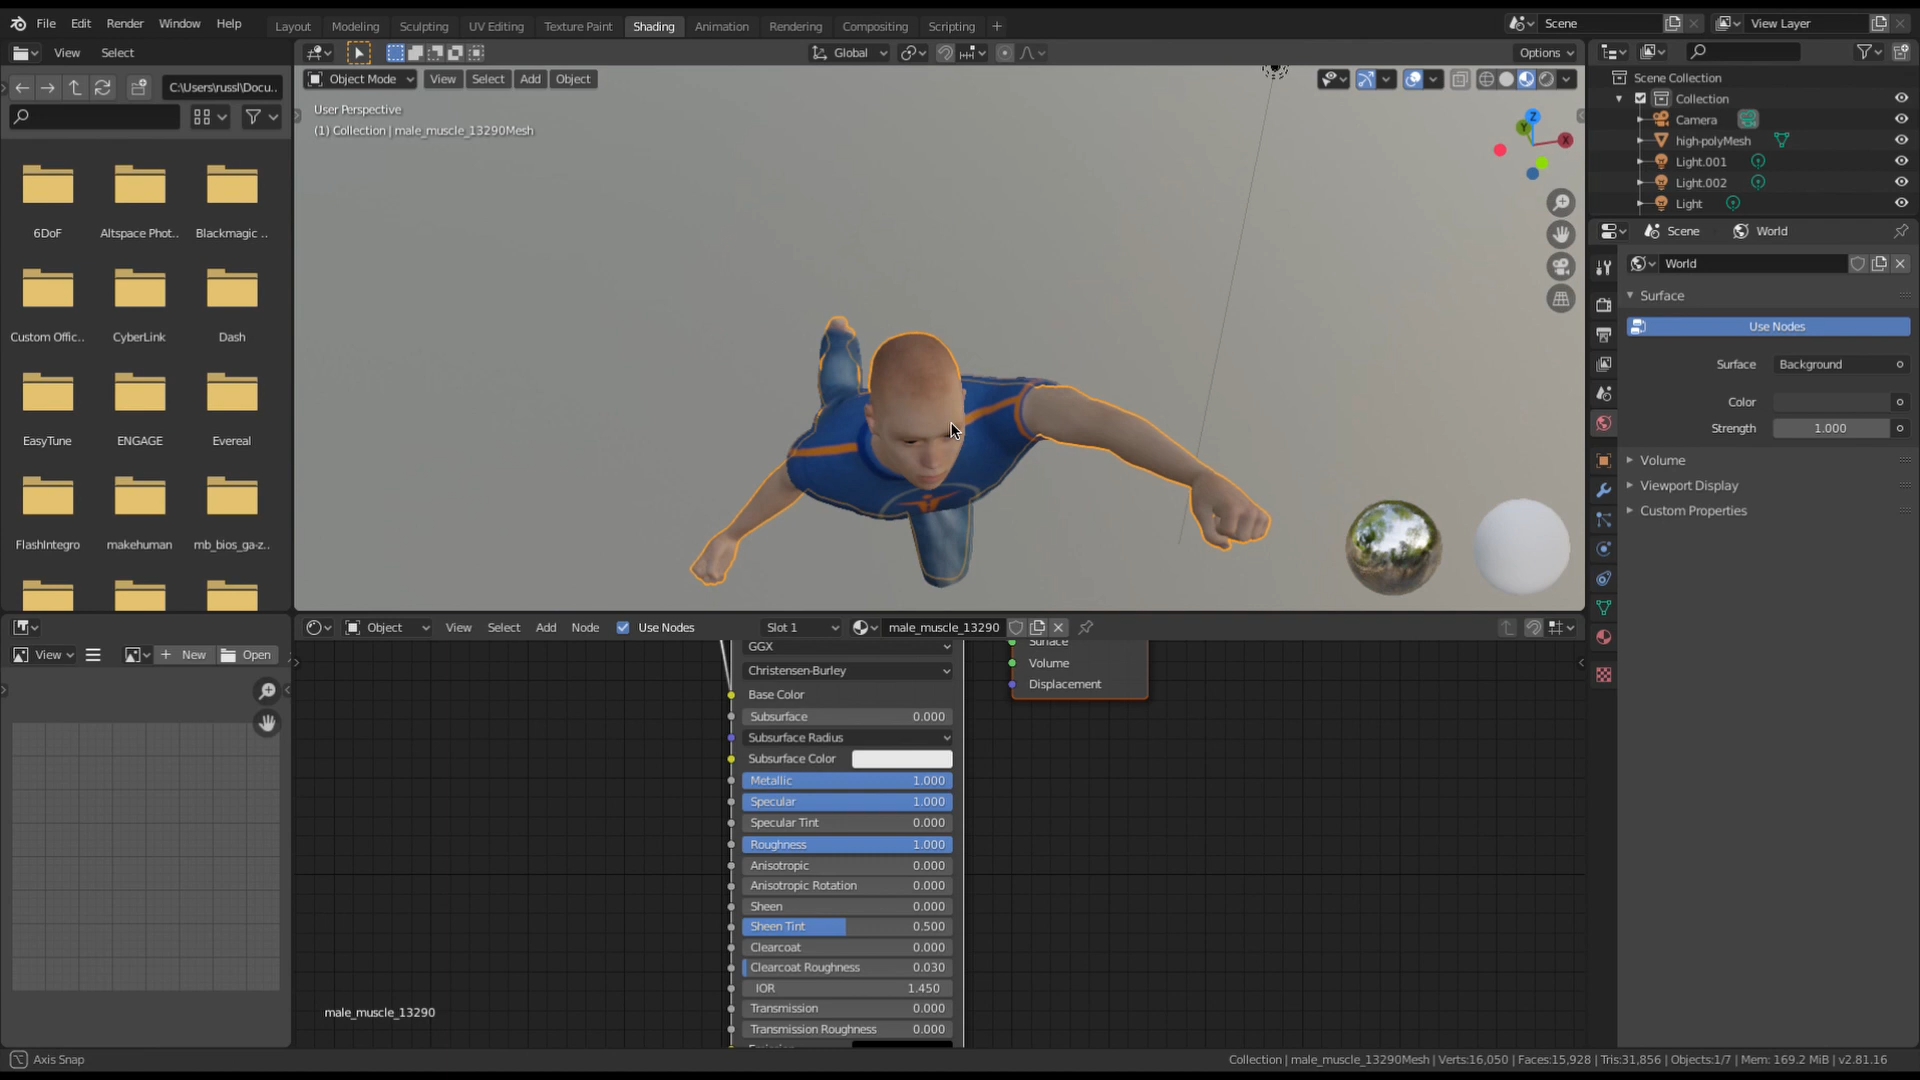 File Edit Render Window Help
Layout Modeling Sculpting UV Editing Texture Paint Shading Animation Rendering Compositing Scripting +
Scene
View Layer
View Select
Global
Options
C:\Users\russl\Docu..
Object Mode View Select Add Object
User Perspective
(1) Collection | male_muscle_13290Mesh
Z
Y
X
6DoF Altspace Phot.. Blackmagic ..
Custom Offic.. CyberLink Dash
EasyTune ENGAGE Evereal
FlashIntegro makehuman mb_bios_ga-z..
Scene Collection
Collection
Camera
high-polyMesh
Light.001
Light.002
Light
Scene World
World
Surface
Use Nodes
Surface Background
Color
Strength 1.000
Volume
Viewport Display
Custom Properties
Object View Select Add Node Use Nodes Slot 1 male_muscle_13290
View New Open
GGX
Christensen-Burley
Base Color
Subsurface 0.000
Subsurface Radius
Subsurface Color
Metallic 1.000
Specular 1.000
Specular Tint 0.000
Roughness 1.000
Anisotropic 0.000
Anisotropic Rotation 0.000
Sheen 0.000
Sheen Tint 0.500
Clearcoat 0.000
Clearcoat Roughness 0.030
IOR 1.450
Transmission 0.000
Transmission Roughness 0.000
Surface
Volume
Displacement
male_muscle_13290
Axis Snap
Collection | male_muscle_13290Mesh | Verts:16,050 | Faces:15,928 | Tris:31,856 | Objects:1/7 | Mem: 169.2 MiB | v2.81.16